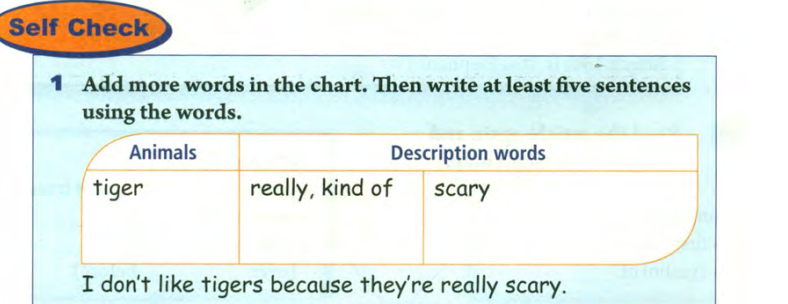 Self Check
1 Add more words in the chart. Then write at least five sentences
using the words.
Animals Description words
tiger really, kind of scary
I don't like tigers because they're really scary.